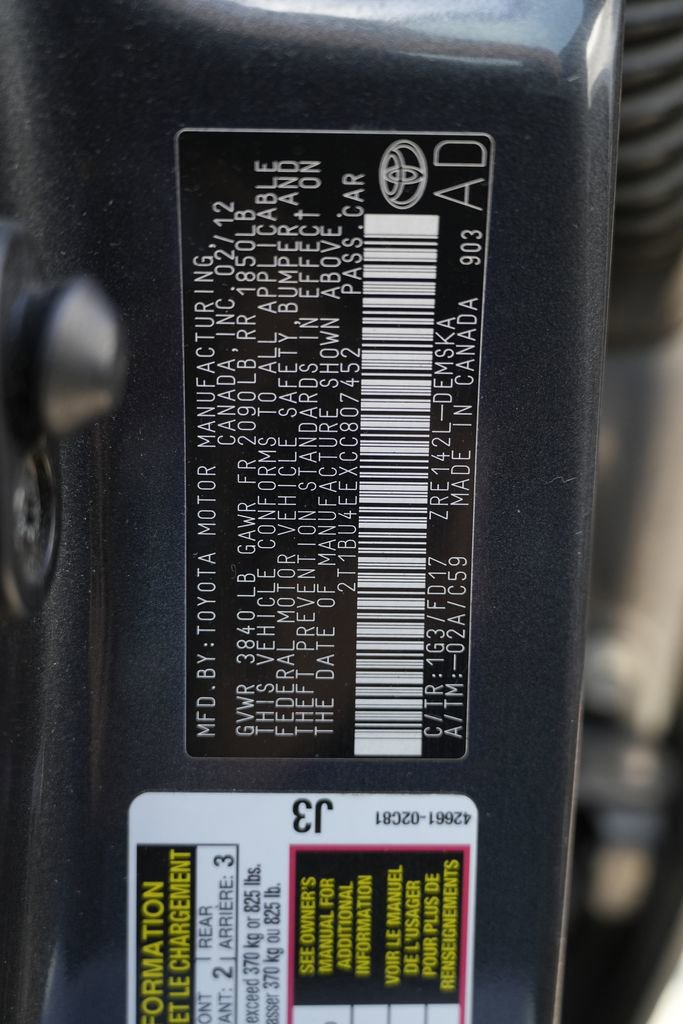 MFD.BY:TOYOTA MOTOR MANUFACTURING,
CANADA, INC.02/12
GVWR 3840 LB GAWR FR 2090LB, RR 1850LB
THIS VEHICLE CONFORMS TO ALL APPLICABLE
FEDERAL MOTOR VEHICLE SAFETY BUMPER,AND
THEFT PREVENTION STANDARDS IN EFFECT ON
THE DATE OF MANUFACTURE SHOWN ABOVE.
2T1BU4EEXCC807452 PASS.CAR
C/TR:1G3/FD17 ZRE142L-DEMSKA 903
A/TM:-02A/C59 MADE IN CANADA AD
J3
42661-02C81
FORMATION
ET LE CHARGEMENT
ONT
ANT: 2
REAR
ARRIÈRE: 3
exceed 370 kg or 825 lbs.
asser 370 kg ou 825 lb.
SEE OWNER'S
MANUAL FOR
ADDITIONAL
INFORMATION
VOIR LE MANUEL
DE L'USAGER
POUR PLUS DE
RENSEIGNEMENTS